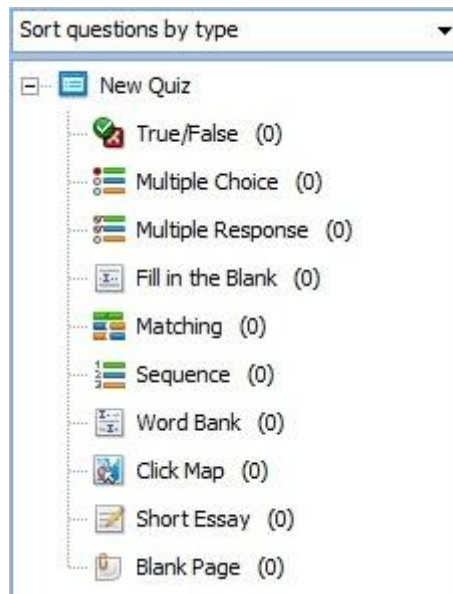 Sort questions by type
New Quiz
True/False (0)
Multiple Choice (0)
Multiple Response (0)
Fill in the Blank (0)
Matching (0)
Sequence (0)
Word Bank (0)
Click Map (0)
Short Essay (0)
Blank Page (0)